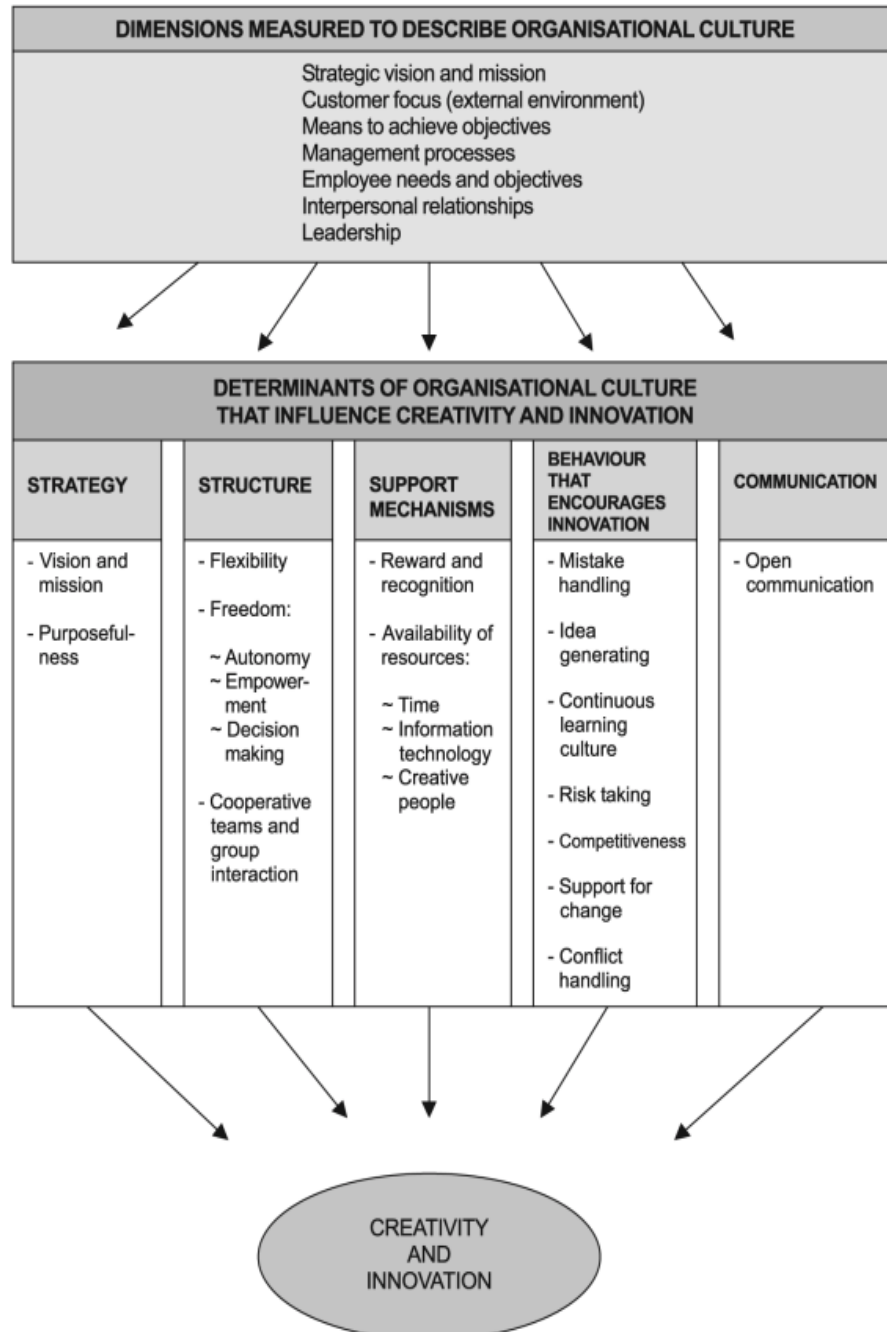 DIMENSIONS MEASURED TO DESCRIBE ORGANISATIONAL CULTURE
Strategic vision and mission
Customer focus (external environment)
Means to achieve objectives
Management processes
Employee needs and objectives
Interpersonal relationships
Leadership
DETERMINANTS OF ORGANISATIONAL CULTURE
THAT INFLUENCE CREATIVITY AND INNOVATION
STRATEGY
- Vision and
mission
- Purposeful-
ness
STRUCTURE
- Flexibility
- Freedom:
~ Autonomy
~ Empower-
ment
~ Decision
making
- Cooperative
teams and
group
interaction
SUPPORT
MECHANISMS
- Reward and
recognition
- Availability of
resources:
~ Time
~ Information
technology
~ Creative
people
BEHAVIOUR
THAT
ENCOURAGES
INNOVATION
- Mistake
handling
- Idea
generating
- Continuous
learning
culture
- Risk taking
- Competitiveness
- Support for
change
- Conflict
handling
COMMUNICATION
- Open
communication
CREATIVITY
AND
INNOVATION